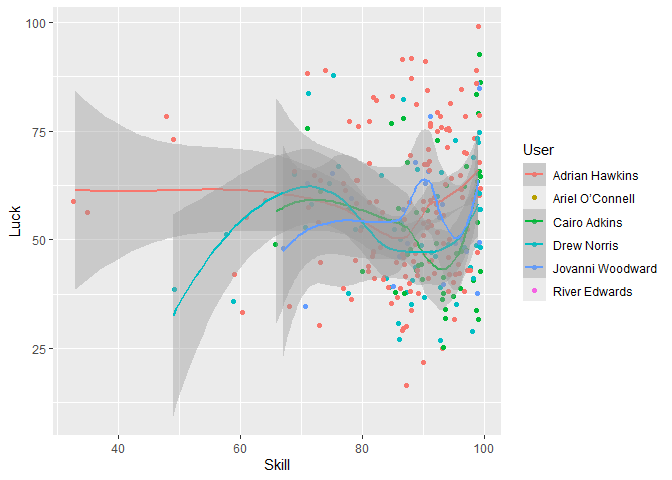 100
75
50
25
Luck
40
60
80
100
Skill
User
Adrian Hawkins
Ariel O'Connell
Cairo Adkins
Drew Norris
Jovanni Woodward
River Edwards